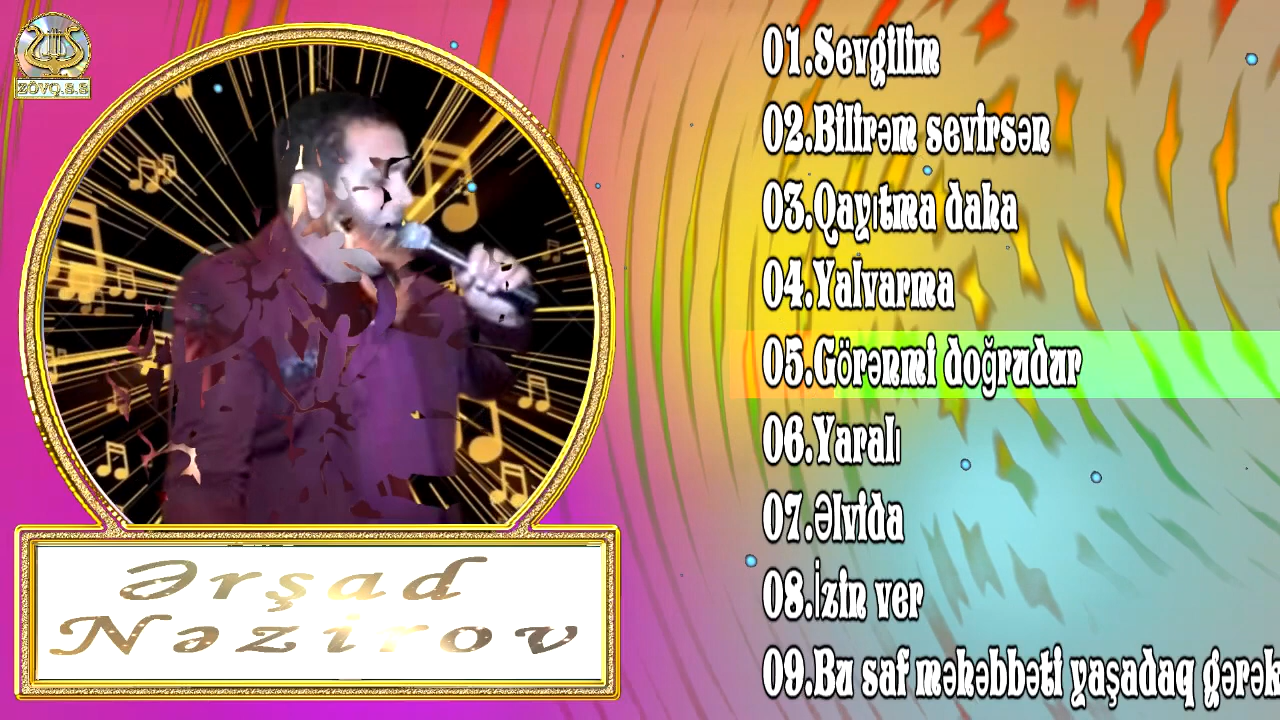 ZÖVQ.S.S
Ərşad
Nəzirov
01.Sevgilim
02.Bilirəm sevirsən
03.Qayıtma daha
04.Yalvarma
05.Görənmi doğrudur
06.Yaralı
07.Əlvida
08.İzin ver
09.Bu saf məhəbbəti yaşadaq gərək